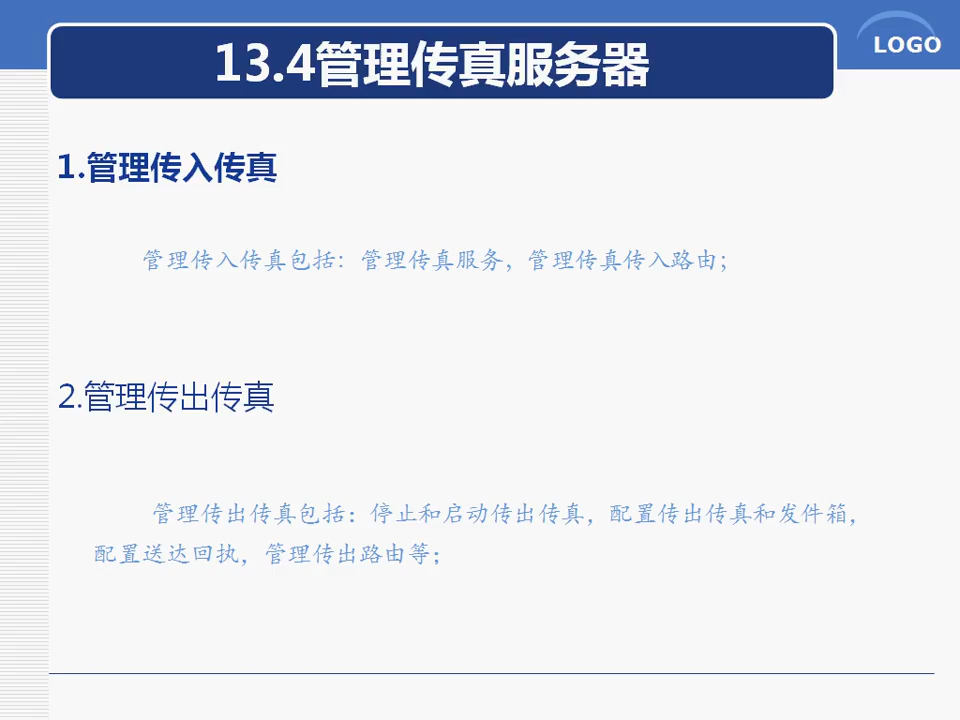 13.4管理传真服务器
LOGO
1.管理传入传真
管理传入传真包括：管理传真服务，管理传真传入路由；
2.管理传出传真
管理传出传真包括：停止和启动传出传真，配置传出传真和发件箱，
配置送达回执，管理传出路由等；